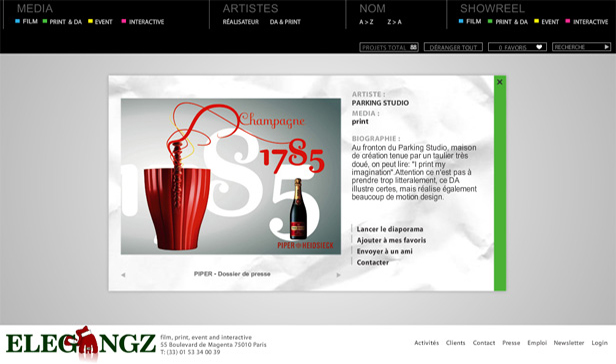 MEDIA
ARTISTES
NOM
SHOWREEL
FILM PRINT & DA EVENT INTERACTIVE
RÉALISATEUR DA & PRINT
A > Z Z > A
FILM PRINT & DA EVENT INTERACTIVE
PROJETS TOTAL 88
DÉRANGER TOUT
0 FAVORIS
RECHERCHE
ARTISTE :
PARKING STUDIO
MEDIA :
print
BIOGRAPHIE :
Au fronton du Parking Studio, maison
de création tenue par un taulier très
doué, on peut lire: "I print my
imagination".Attention ce n'est pas à
prendre trop litteralement, ce DA
illustre certes, mais réalise également
beaucoup de motion design.
Champagne
1785
1785
PIPER-HEIDSIECK
Lancer le diaporama
Ajouter à mes favoris
Envoyer à un ami
Contacter
PIPER - Dossier de presse
ELEGANGZ
film, print, event and interactive
55 Boulevard de Magenta 75010 Paris
T: (33) 01 53 34 00 39
Activités Clients Contact Presse Emploi Newsletter Login